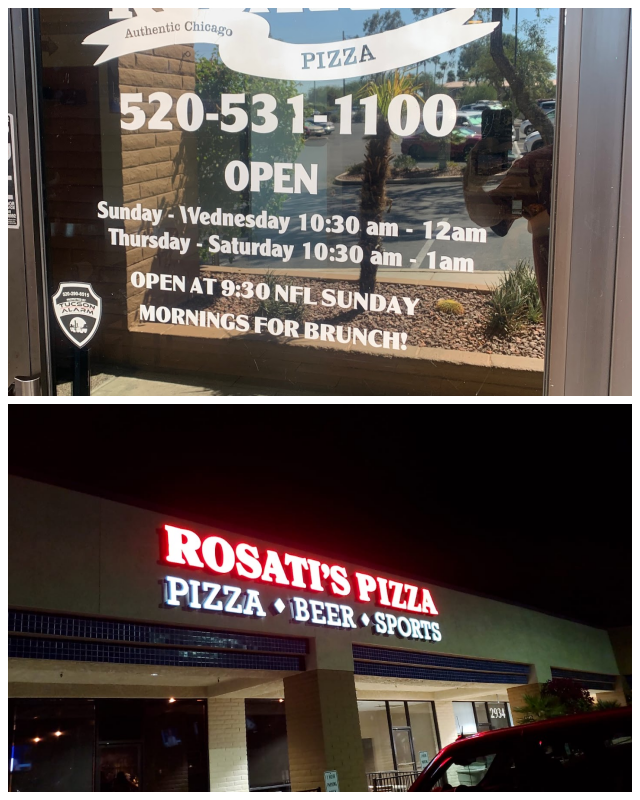 Authentic Chicago
PIZZA
520-531-1100
OPEN
Sunday - Wednesday 10:30 am - 12am
Thursday - Saturday 10:30 am - 1am
OPEN AT 9:30 NFL SUNDAY
MORNINGS FOR BRUNCH!
TUCSON
ALARM
ROSATI'S PIZZA
PIZZA ♦ BEER ♦ SPORTS
2934